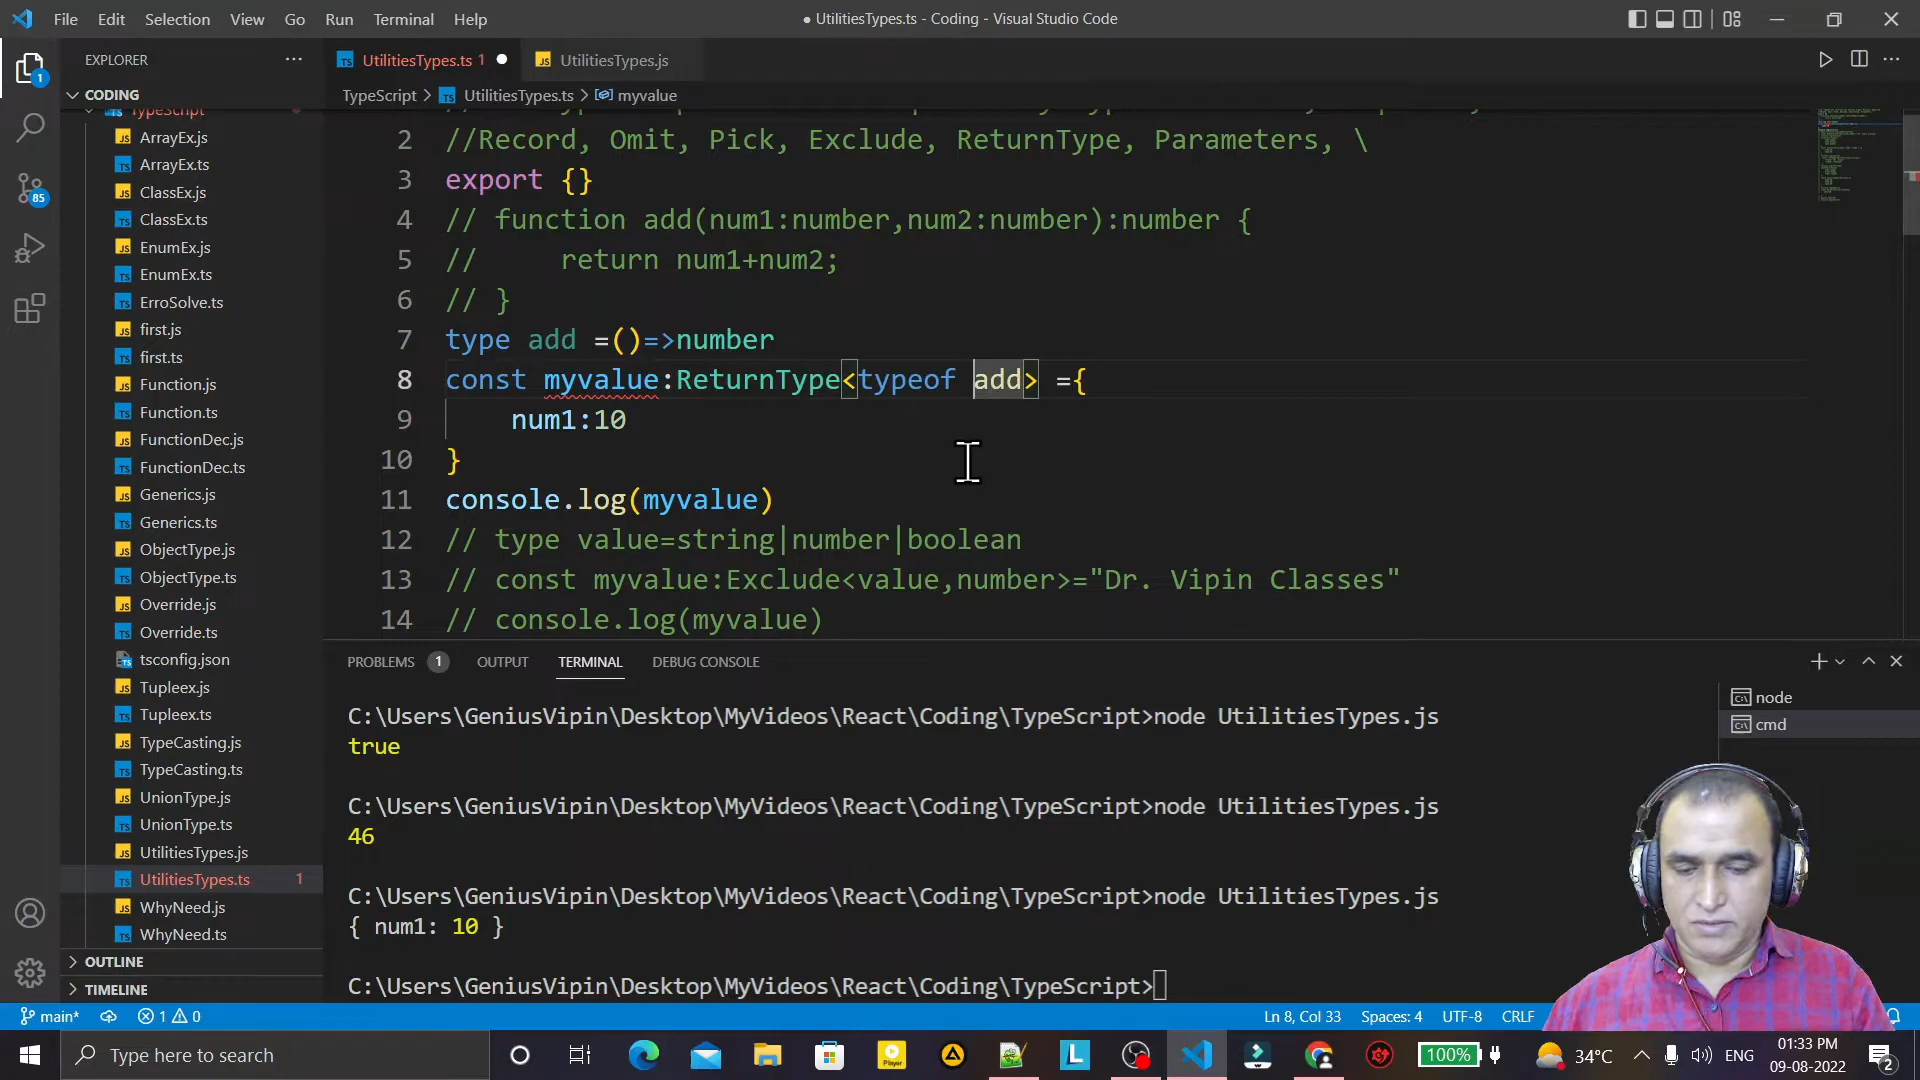 File Edit Selection View Go Run Terminal Help
● UtilitiesTypes.ts - Coding - Visual Studio Code
EXPLORER
CODING
TypeScript
ArrayEx.js
ArrayEx.ts
ClassEx.js
ClassEx.ts
EnumEx.js
EnumEx.ts
ErroSolve.ts
first.js
first.ts
Function.js
Function.ts
FunctionDec.js
FunctionDec.ts
Generics.js
Generics.ts
ObjectType.js
ObjectType.ts
Override.js
Override.ts
tsconfig.json
Tupleex.js
Tupleex.ts
TypeCasting.js
TypeCasting.ts
UnionType.js
UnionType.ts
UtilitiesTypes.js
UtilitiesTypes.ts 1
WhyNeed.js
WhyNeed.ts
OUTLINE
TIMELINE
1
85
UtilitiesTypes.ts 1
UtilitiesTypes.js
TypeScript > UtilitiesTypes.ts > myvalue
2 //Record, Omit, Pick, Exclude, ReturnType, Parameters, \
3 export {}
4 // function add(num1:number,num2:number):number {
5 //     return num1+num2;
6 // }
7 type add =()=>number
8 const myvalue:ReturnType<typeof add> ={
9     num1:10
10 }
11 console.log(myvalue)
12 // type value=string|number|boolean
13 // const myvalue:Exclude<value,number>="Dr. Vipin Classes"
14 // console.log(myvalue)
PROBLEMS 1 OUTPUT TERMINAL DEBUG CONSOLE
node
cmd
C:\Users\GeniusVipin\Desktop\MyVideos\React\Coding\TypeScript>node UtilitiesTypes.js
true
C:\Users\GeniusVipin\Desktop\MyVideos\React\Coding\TypeScript>node UtilitiesTypes.js
46
C:\Users\GeniusVipin\Desktop\MyVideos\React\Coding\TypeScript>node UtilitiesTypes.js
{ num1: 10 }
C:\Users\GeniusVipin\Desktop\MyVideos\React\Coding\TypeScript>
main* 1 0
Ln 8, Col 33 Spaces: 4 UTF-8 CRLF
Type here to search
Player
L
100%
34°C
ENG
01:33 PM
09-08-2022
2